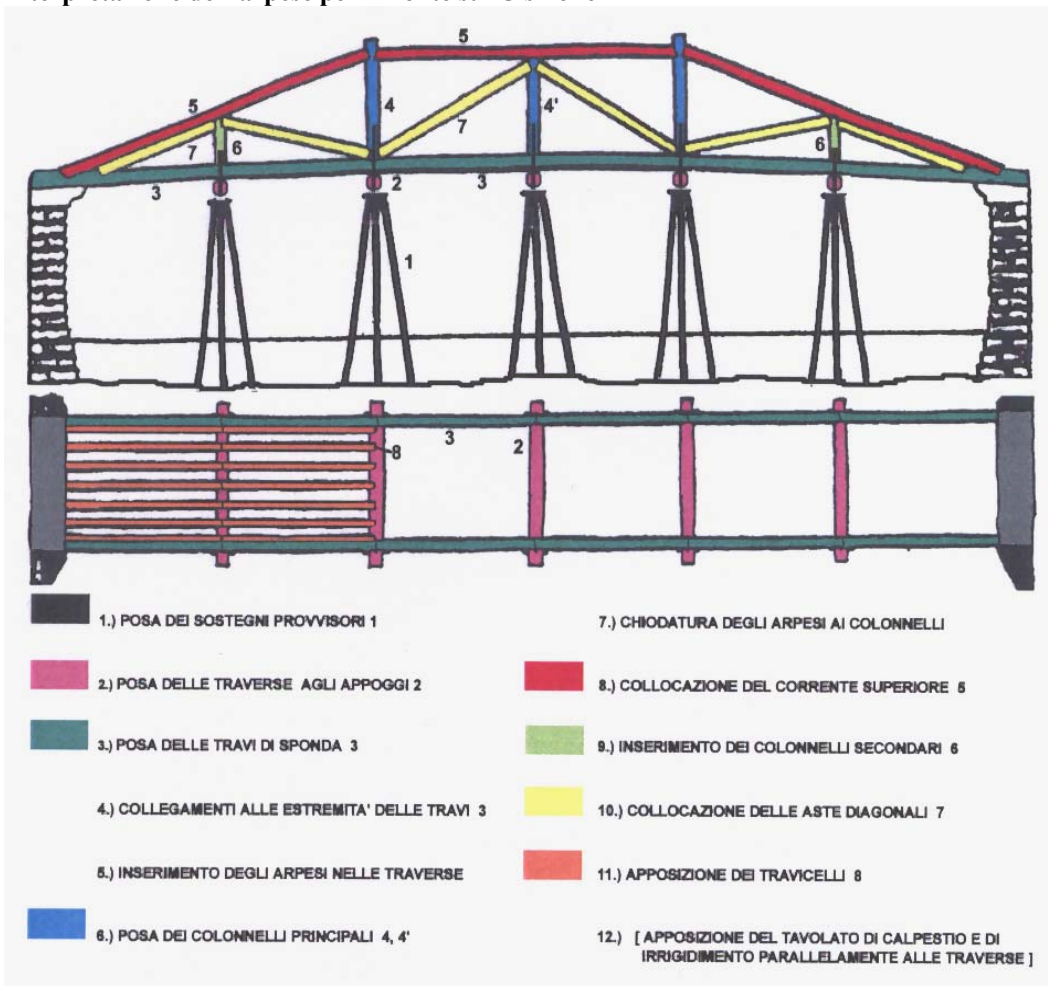 5
4
4'
5
7
7
6
6
3
2
3
1
3
2
8
1.) POSA DEI SOSTEGNI PROVVISORI 1
2.) POSA DELLE TRAVERSE AGLI APPOGGI 2
3.) POSA DELLE TRAVI DI SPONDA 3
4.) COLLEGAMENTI ALLE ESTREMITA' DELLE TRAVI 3
5.) INSERIMENTO DEGLI ARPESI NELLE TRAVERSE
6.) POSA DEI COLONNELLI PRINCIPALI 4, 4'
7.) CHIODATURA DEGLI ARPESI AI COLONNELLI
8.) COLLOCAZIONE DEL CORRENTE SUPERIORE 5
9.) INSERIMENTO DEI COLONNELLI SECONDARI 6
10.) COLLOCAZIONE DELLE ASTE DIAGONALI 7
11.) APPOSIZIONE DEI TRAVICELLI 8
12.) [ APPOSIZIONE DEL TAVOLATO DI CALPESTIO E DI
IRRIGIDIMENTO PARALLELAMENTE ALLE TRAVERSE ]